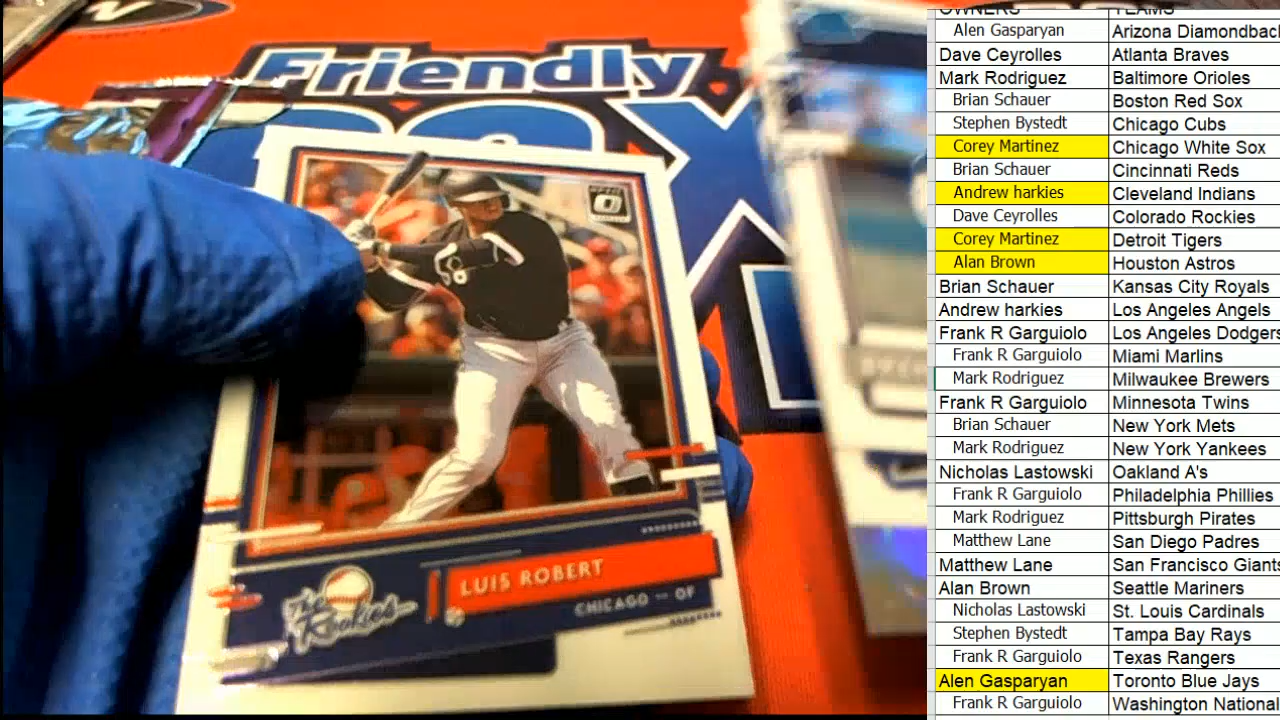 Friendly
BOX
58
OPTIC
LUIS ROBERT
CHICAGO — OF
The Rookies
OWNERS TEAMS
Alen Gasparyan Arizona Diamondbac
Dave Ceyrolles Atlanta Braves
Mark Rodriguez Baltimore Orioles
Brian Schauer Boston Red Sox
Stephen Bystedt Chicago Cubs
Corey Martinez Chicago White Sox
Brian Schauer Cincinnati Reds
Andrew harkies Cleveland Indians
Dave Ceyrolles Colorado Rockies
Corey Martinez Detroit Tigers
Alan Brown Houston Astros
Brian Schauer Kansas City Royals
Andrew harkies Los Angeles Angels
Frank R Garguiolo Los Angeles Dodgers
Frank R Garguiolo Miami Marlins
Mark Rodriguez Milwaukee Brewers
Frank R Garguiolo Minnesota Twins
Brian Schauer New York Mets
Mark Rodriguez New York Yankees
Nicholas Lastowski Oakland A's
Frank R Garguiolo Philadelphia Phillies
Mark Rodriguez Pittsburgh Pirates
Matthew Lane San Diego Padres
Matthew Lane San Francisco Giants
Alan Brown Seattle Mariners
Nicholas Lastowski St. Louis Cardinals
Stephen Bystedt Tampa Bay Rays
Frank R Garguiolo Texas Rangers
Alen Gasparyan Toronto Blue Jays
Frank R Garguiolo Washington National